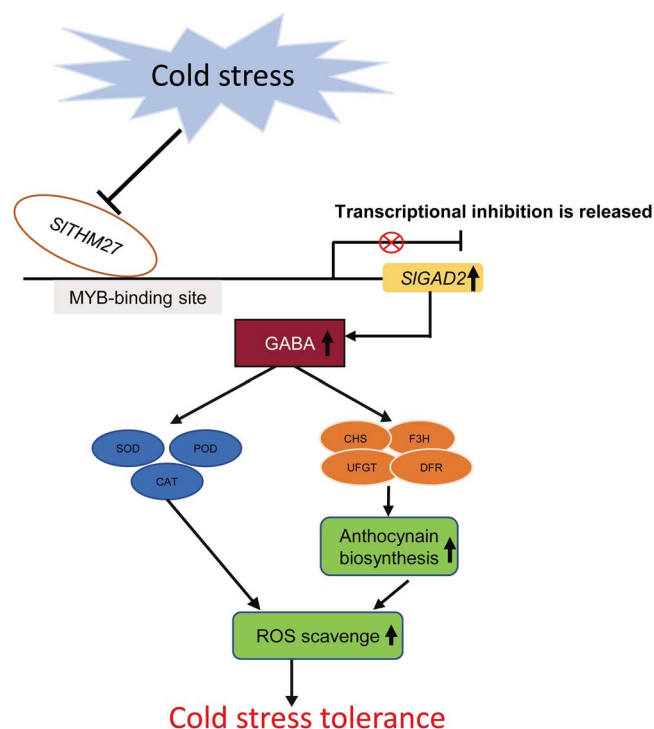 Cold stress
SlTHM27
Transcriptional inhibition is released
MYB-binding site
SlGAD2
GABA
SOD
POD
CAT
CHS
F3H
UFGT
DFR
Anthocynain
biosynthesis
ROS scavenge
Cold stress tolerance